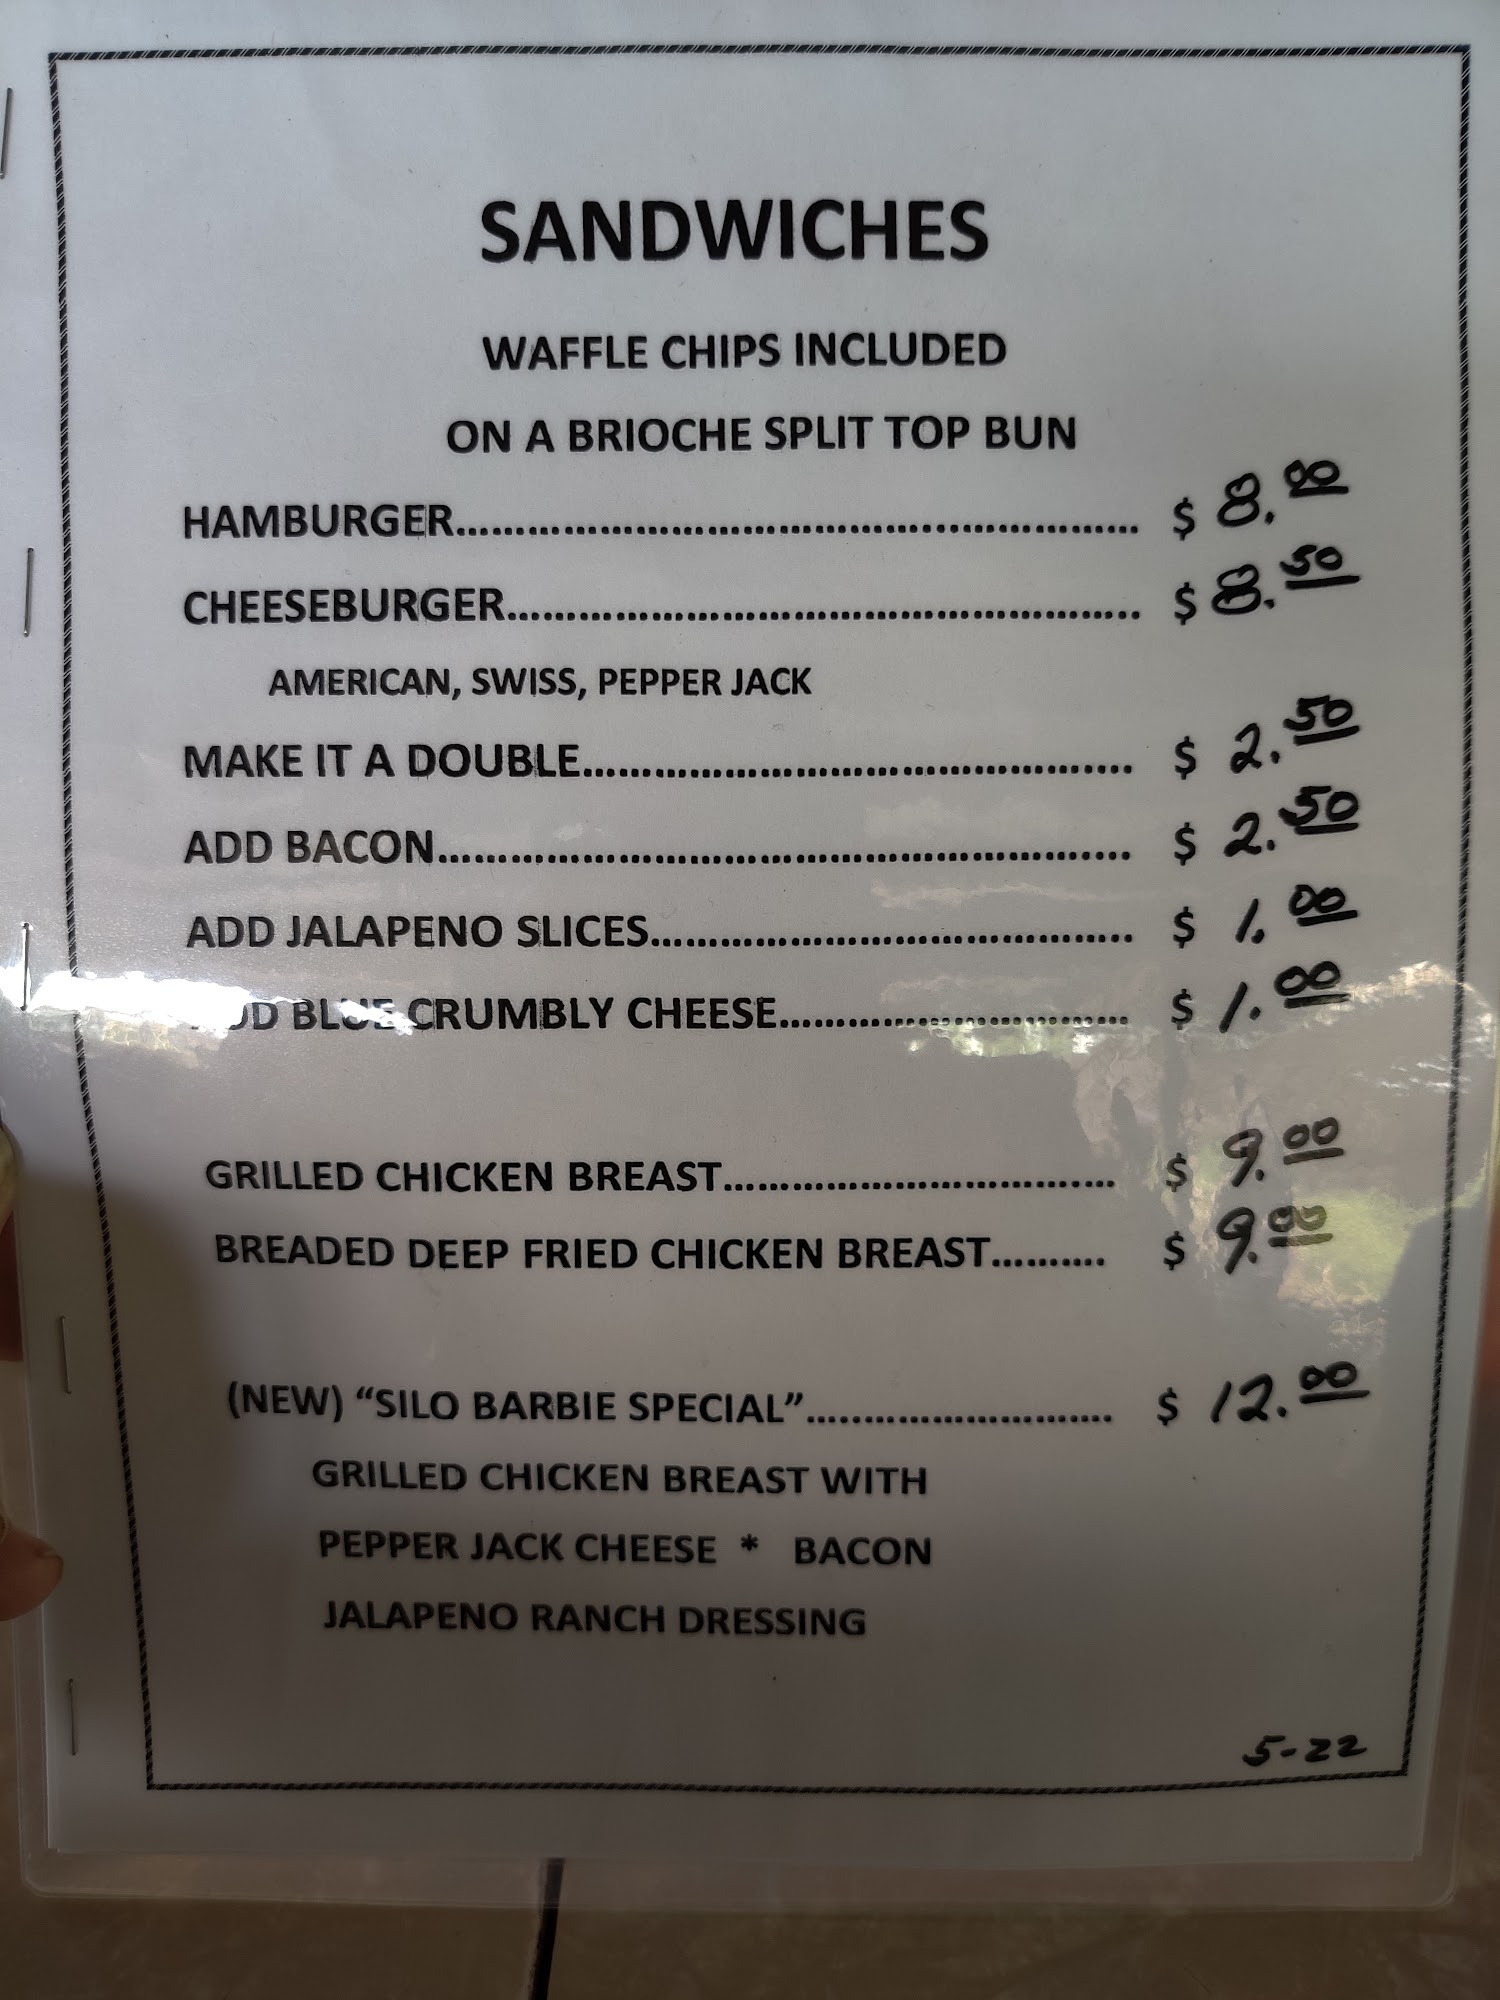 SANDWICHES
WAFFLE CHIPS INCLUDED
ON A BRIOCHE SPLIT TOP BUN
HAMBURGER........................................................ $ 8.00
CHEESEBURGER.................................................... $ 8.50
AMERICAN, SWISS, PEPPER JACK
MAKE IT A DOUBLE............................................. $ 2.50
ADD BACON......................................................... $ 2.50
ADD JALAPENO SLICES........................................ $ 1.00
ADD BLUE CRUMBLY CHEESE............................. $ 1.00
GRILLED CHICKEN BREAST................................. $ 9.00
BREADED DEEP FRIED CHICKEN BREAST.......... $ 9.00
(NEW) “SILO BARBIE SPECIAL”.......................... $ 12.00
GRILLED CHICKEN BREAST WITH
PEPPER JACK CHEESE * BACON
JALAPENO RANCH DRESSING
5-22